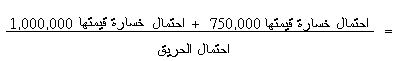 احتمال خسارة قيمتها 750,000 + احتمال خسارة قيمتها 1,000,000
احتمال الحريق
=